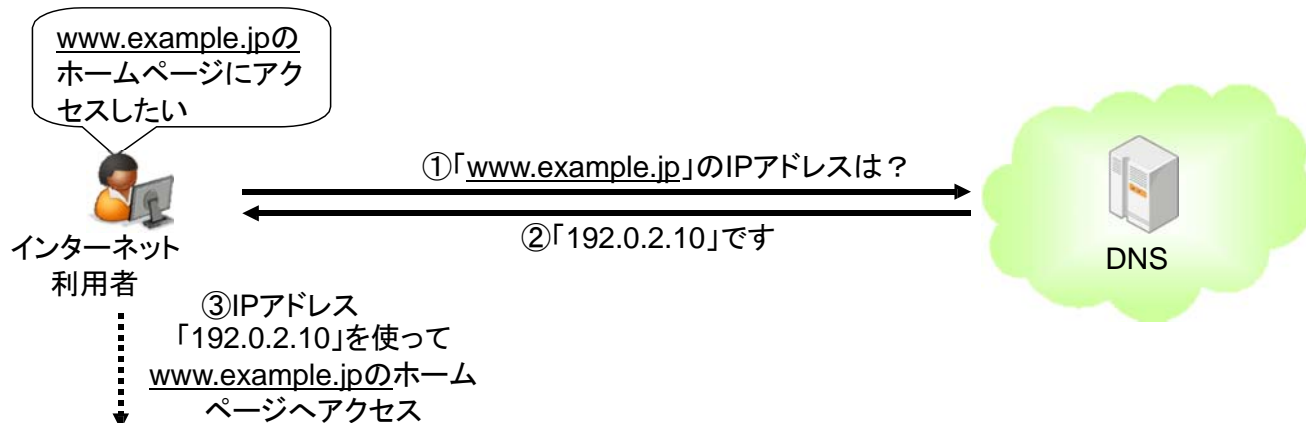 www.example.jpの
ホームページにアク
セスしたい
①「www.example.jp」のIPアドレスは？
②「192.0.2.10」です
DNS
インターネット
利用者
③IPアドレス
「192.0.2.10」を使って
www.example.jpのホーム
ページへアクセス